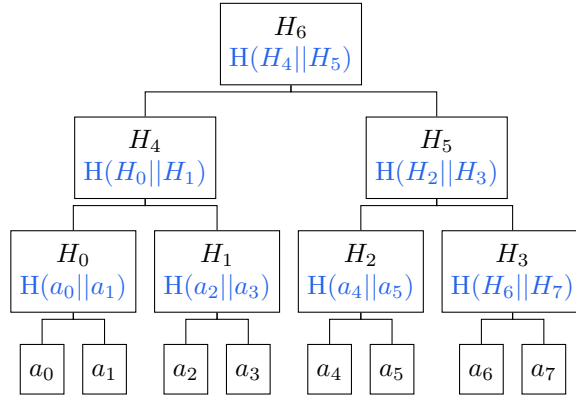 H₆
H(H₄||H₅)
H₄
H(H₀||H₁)
H₅
H(H₂||H₃)
H₀
H(a₀||a₁)
H₁
H(a₂||a₃)
H₂
H(a₄||a₅)
H₃
H(H₆||H₇)
a₀
a₁
a₂
a₃
a₄
a₅
a₆
a₇